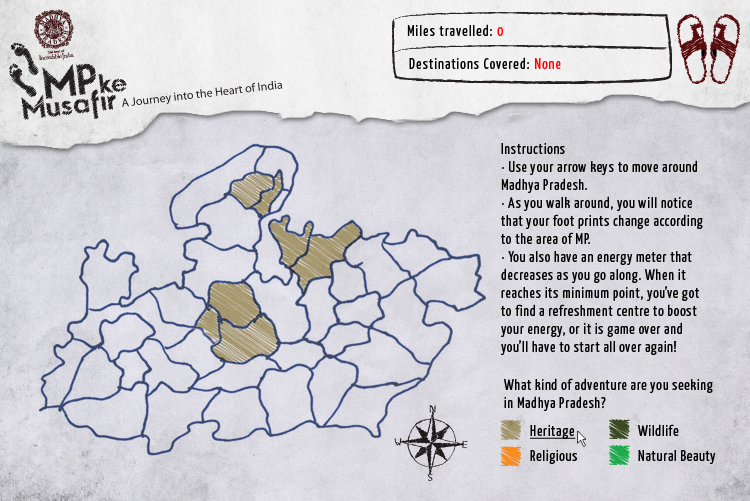 Incredible!ndia
MP ke
Musafir
A Journey into the Heart of India
Miles travelled: 0
Destinations Covered: None
Instructions
· Use your arrow keys to move around
Madhya Pradesh.
· As you walk around, you will notice
that your foot prints change according
to the area of MP.
· You also have an energy meter that
decreases as you go along. When it
reaches its minimum point, you've got
to find a refreshment centre to boost
your energy, or it is game over and
you'll have to start all over again!
What kind of adventure are you seeking
in Madhya Pradesh?
Heritage
Wildlife
Religious
Natural Beauty
N
W
E
S